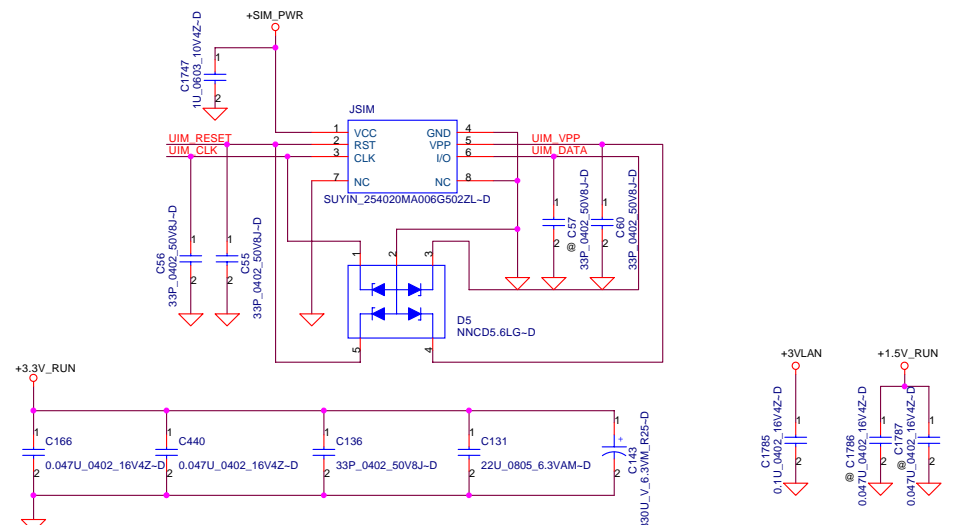 +SIM_PWR
1
2
C1747
1U_0603_10V4Z~D
JSIM
UIM_RESET
UIM_CLK
1
2
3
7
VCC
RST
CLK
NC
GND
VPP
I/O
NC
4
5
6
8
UIM_VPP
UIM_DATA
SUYIN_254020MA006G502ZL~D
1
2
C56
33P_0402_50V8J~D
1
2
C55
33P_0402_50V8J~D
1
2
@ C57
33P_0402_50V8J~D
1
2
C60
33P_0402_50V8J~D
1
2
3
5
4
D5
NNCD5.6LG~D
+3.3V_RUN
1
2
C166
0.047U_0402_16V4Z~D
1
2
C440
0.047U_0402_16V4Z~D
1
2
C136
33P_0402_50V8J~D
1
2
C131
22U_0805_6.3VAM~D
1
+
2
C143
330U_V_6.3VM_R25~D
+3VLAN
1
2
C1785
0.1U_0402_16V4Z~D
+1.5V_RUN
1
2
@ C1786
0.047U_0402_16V4Z~D
1
2
@ C1787
0.047U_0402_16V4Z~D